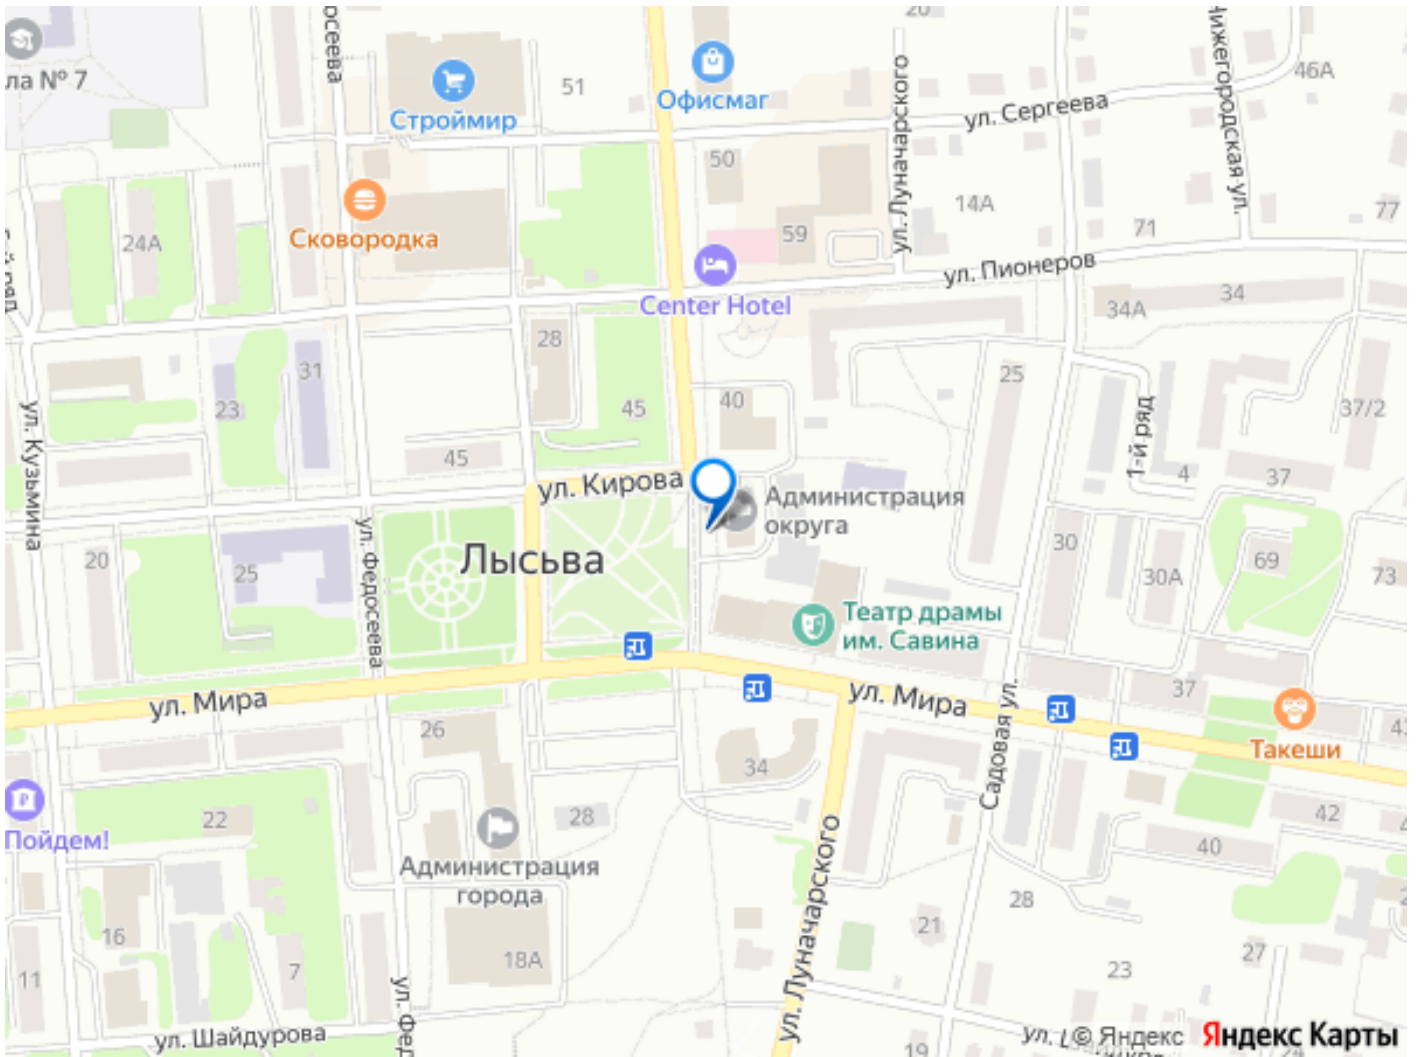 20
осеева
ла № 7
51
Строймир
Офисмаг
ул. Луначарского
ул. Сергеева
46А
Нижегородская ул.
50
14А
71
77
24А
Сковородка
59
Center Hotel
ул. Пионеров
34
34А
28
31
23
45
40
25
37/2
1-й ряд
ул. Кузьмина
45
ул. Кирова
Администрация
округа
4
37
20
25
ул. Федосеева
Лысьва
30
30А
69
73
Театр драмы
им. Савина
ул. Мира
ул. Мира
Садовая ул.
37
Такеши
26
34
22
28
42
40
Пойдем!
Администрация
города
ул. Луначарского
28
21
16
18А
7
11
23
27
ул. Фед
ул. Шайдурова
19
© Яндекс
Яндекс Карты